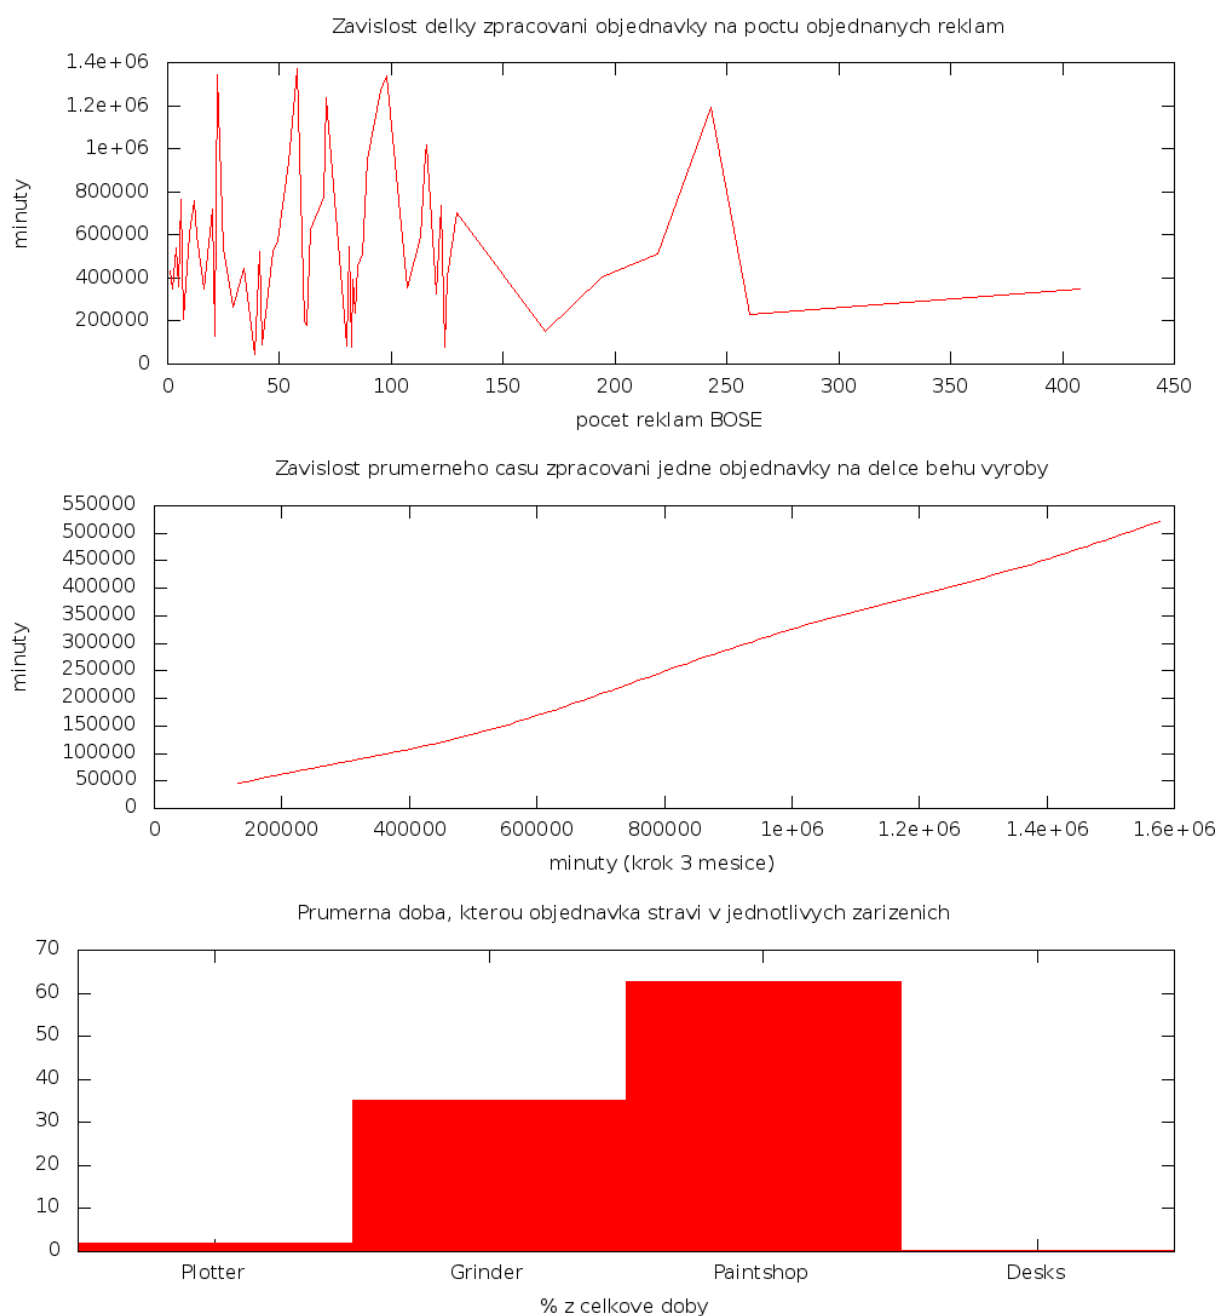 Zavislost delky zpracovani objednavky na poctu objednanych reklam
1.4e+06
1.2e+06
1e+06
800000
600000
400000
200000
0
minuty
0 50 100 150 200 250 300 350 400 450
pocet reklam BOSE
Zavislost prumerneho casu zpracovani jedne objednavky na delce behu vyroby
550000
500000
450000
400000
350000
300000
250000
200000
150000
100000
50000
0
minuty
0 200000 400000 600000 800000 1e+06 1.2e+06 1.4e+06 1.6e+06
minuty (krok 3 mesice)
Prumerna doba, kterou objednavka stravi v jednotlivych zarizenich
70
60
50
40
30
20
10
0
Plotter Grinder Paintshop Desks
% z celkove doby